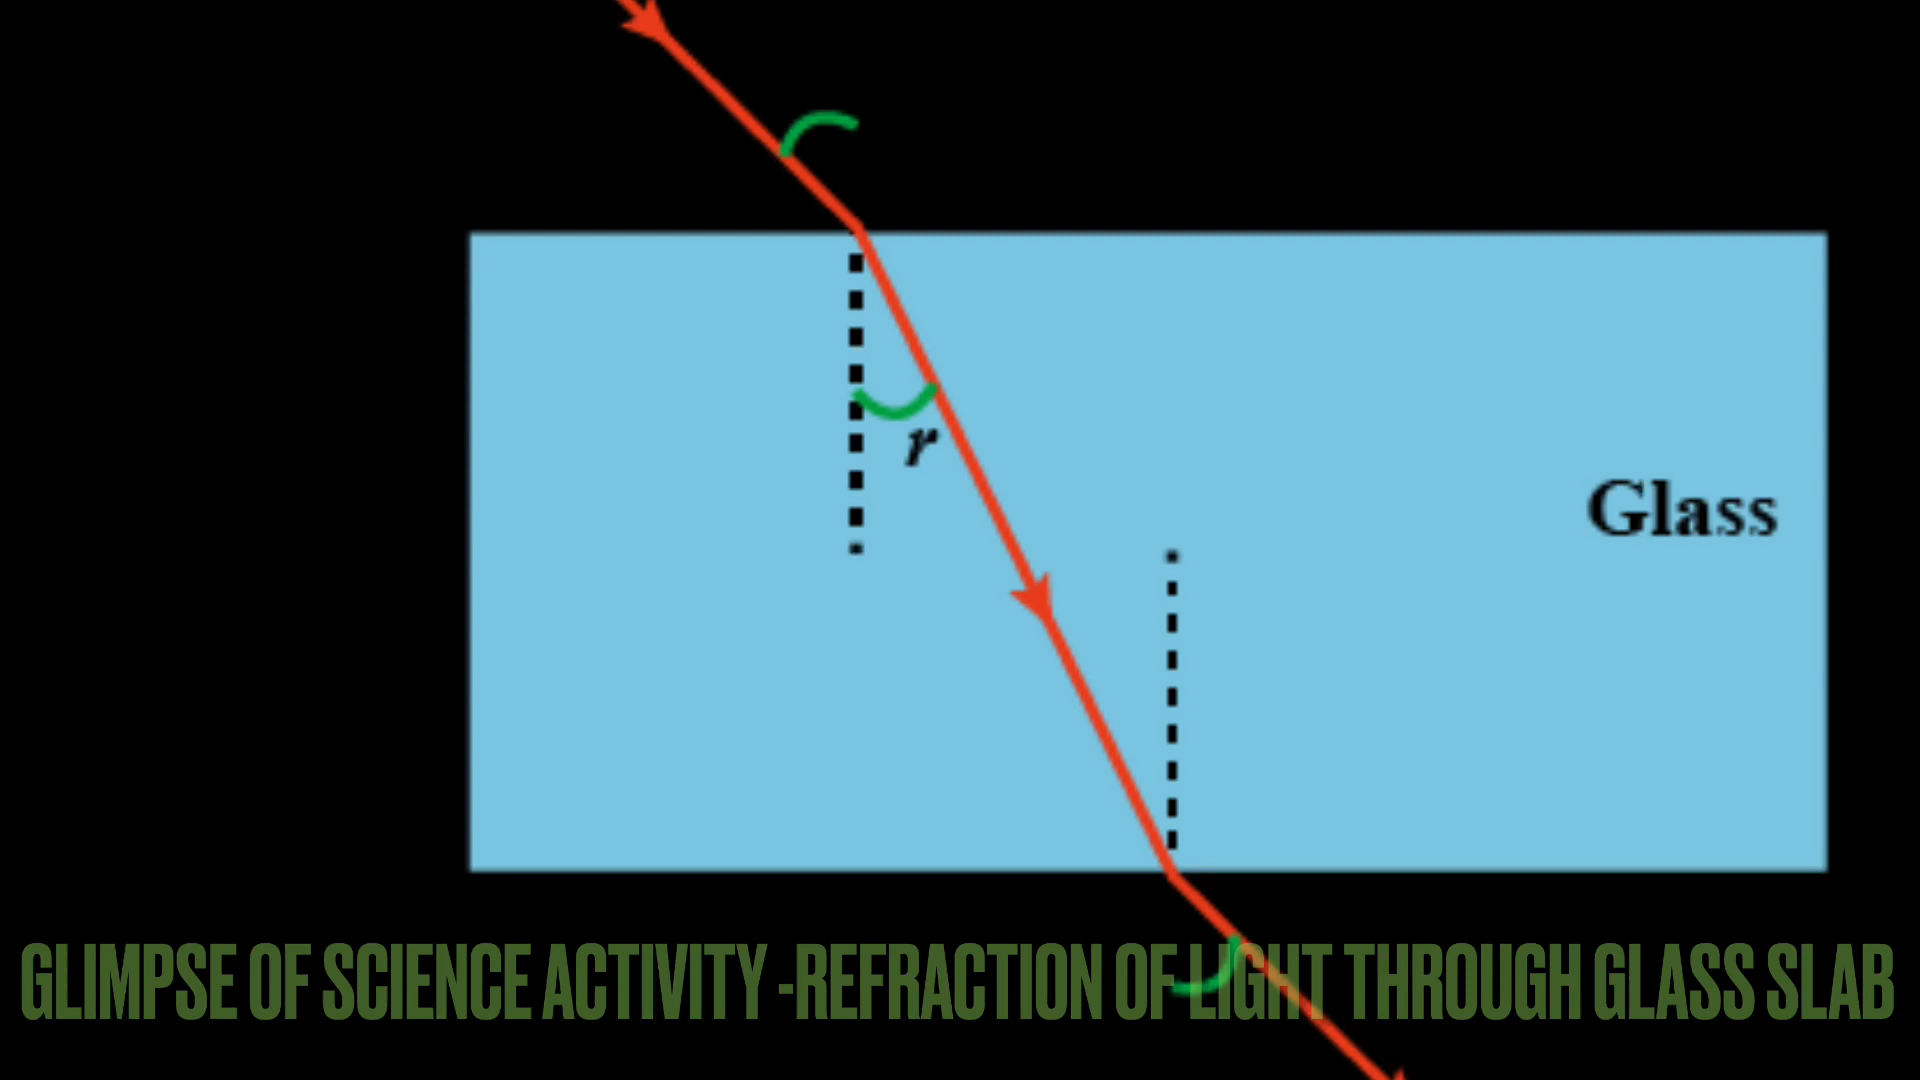 r
Glass
GLIMPSE OF SCIENCE ACTIVITY -REFRACTION OF LIGHT THROUGH GLASS SLAB